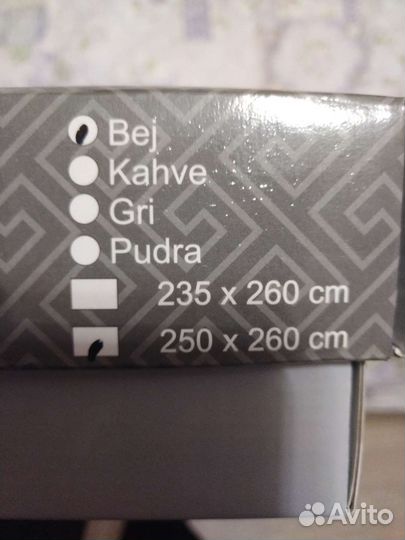 Bej
Kahve
Gri
Pudra
235 x 260 cm
250 x 260 cm
Avito